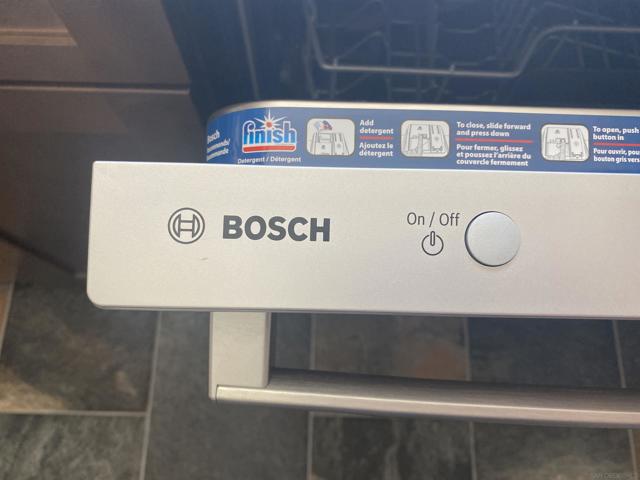 Bosch
finish
Detergent / Détergent
Add
detergent
Ajoutez le
détergent
To close, slide forward
and press down
Pour fermer, glissez
et poussez l'arrière du
couvercle fermement
To open, push
button in
Pour ouvrir,
bouton gris vers
BOSCH
On / Off